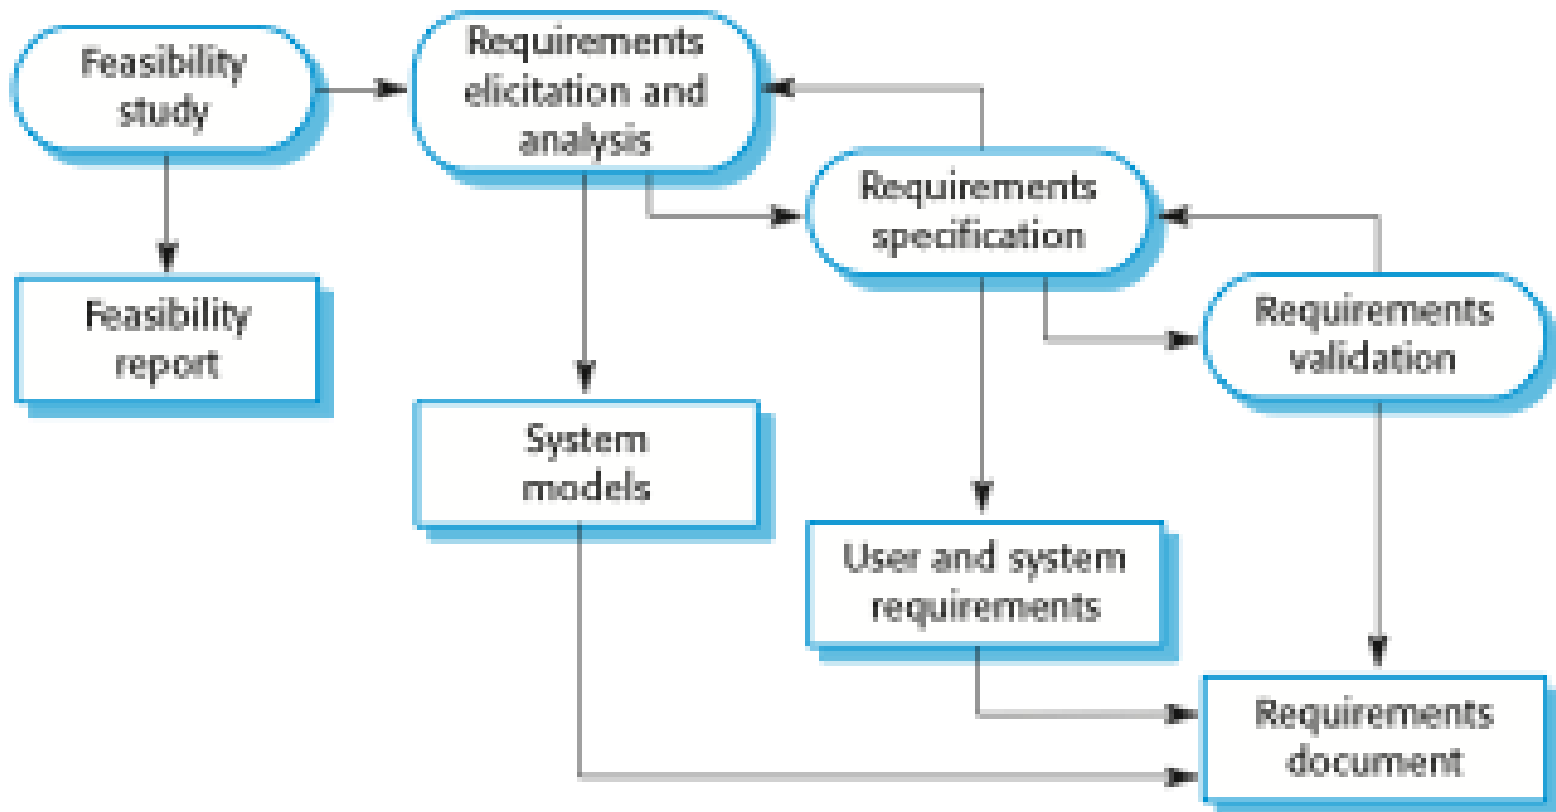 Feasibility
study
Requirements
elicitation and
analysis
Requirements
specification
Requirements
validation
Feasibility
report
System
models
User and system
requirements
Requirements
document